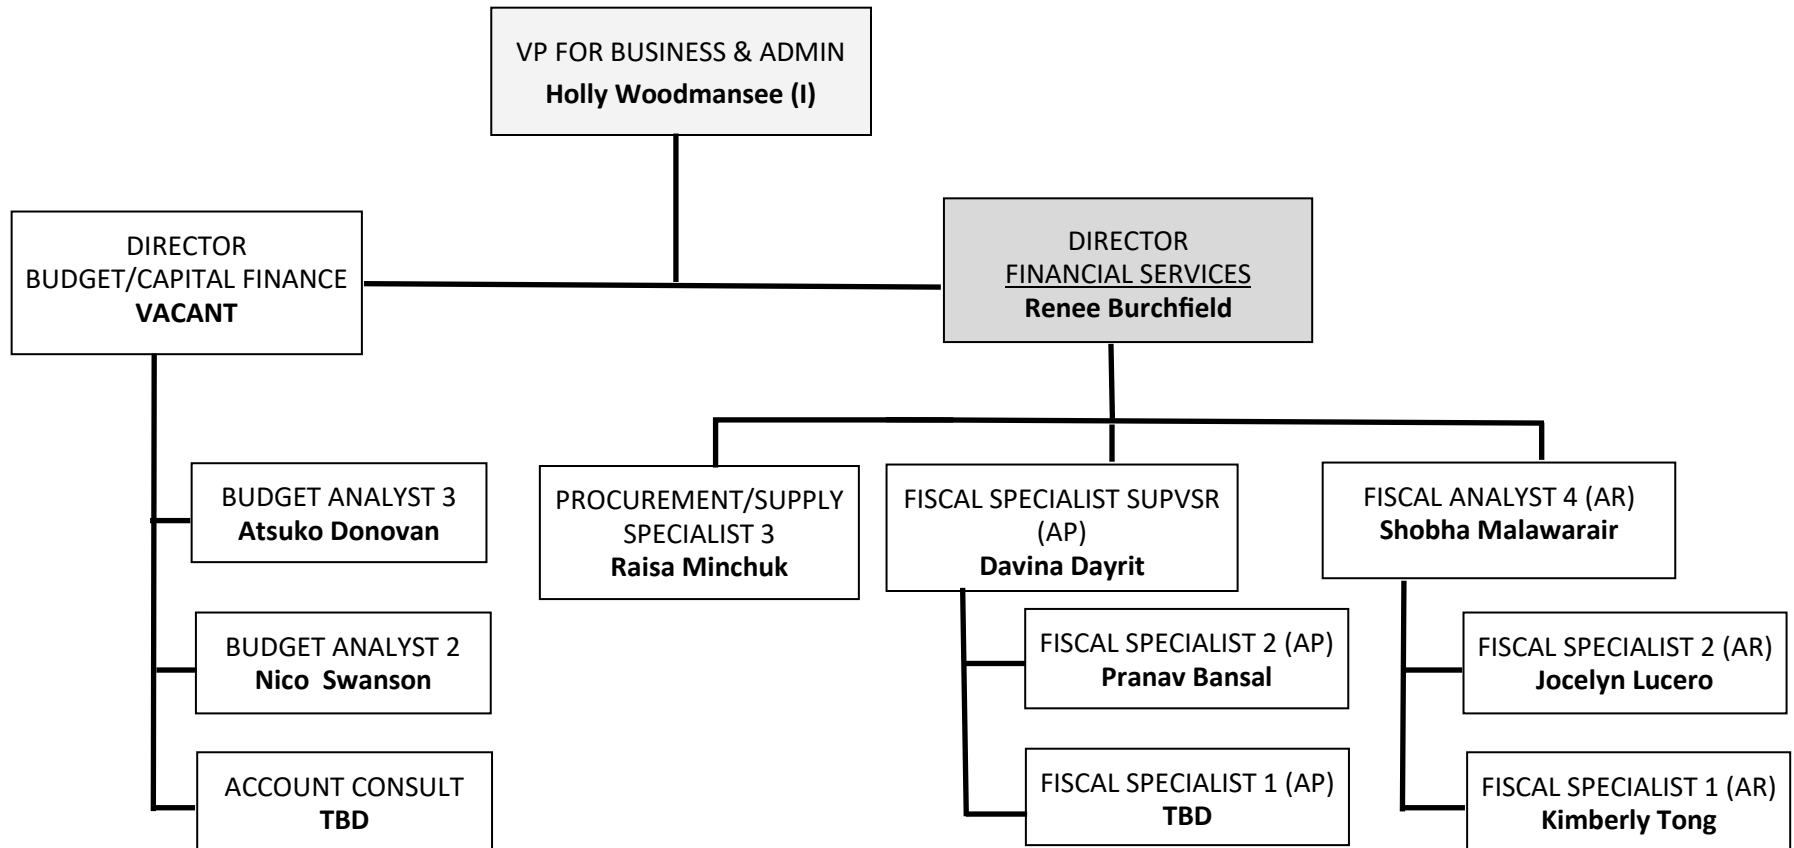 VP FOR BUSINESS & ADMIN
Holly Woodmansee (I)
DIRECTOR
BUDGET/CAPITAL FINANCE
VACANT
DIRECTOR
FINANCIAL SERVICES
Renee Burchfield
BUDGET ANALYST 3
Atsuko Donovan
PROCUREMENT/SUPPLY
SPECIALIST 3
Raisa Minchuk
FISCAL SPECIALIST SUPVSR
(AP)
Davina Dayrit
FISCAL ANALYST 4 (AR)
Shobha Malawarair
BUDGET ANALYST 2
Nico  Swanson
FISCAL SPECIALIST 2 (AP)
Pranav Bansal
FISCAL SPECIALIST 2 (AR)
Jocelyn Lucero
ACCOUNT CONSULT
TBD
FISCAL SPECIALIST 1 (AP)
TBD
FISCAL SPECIALIST 1 (AR)
Kimberly Tong